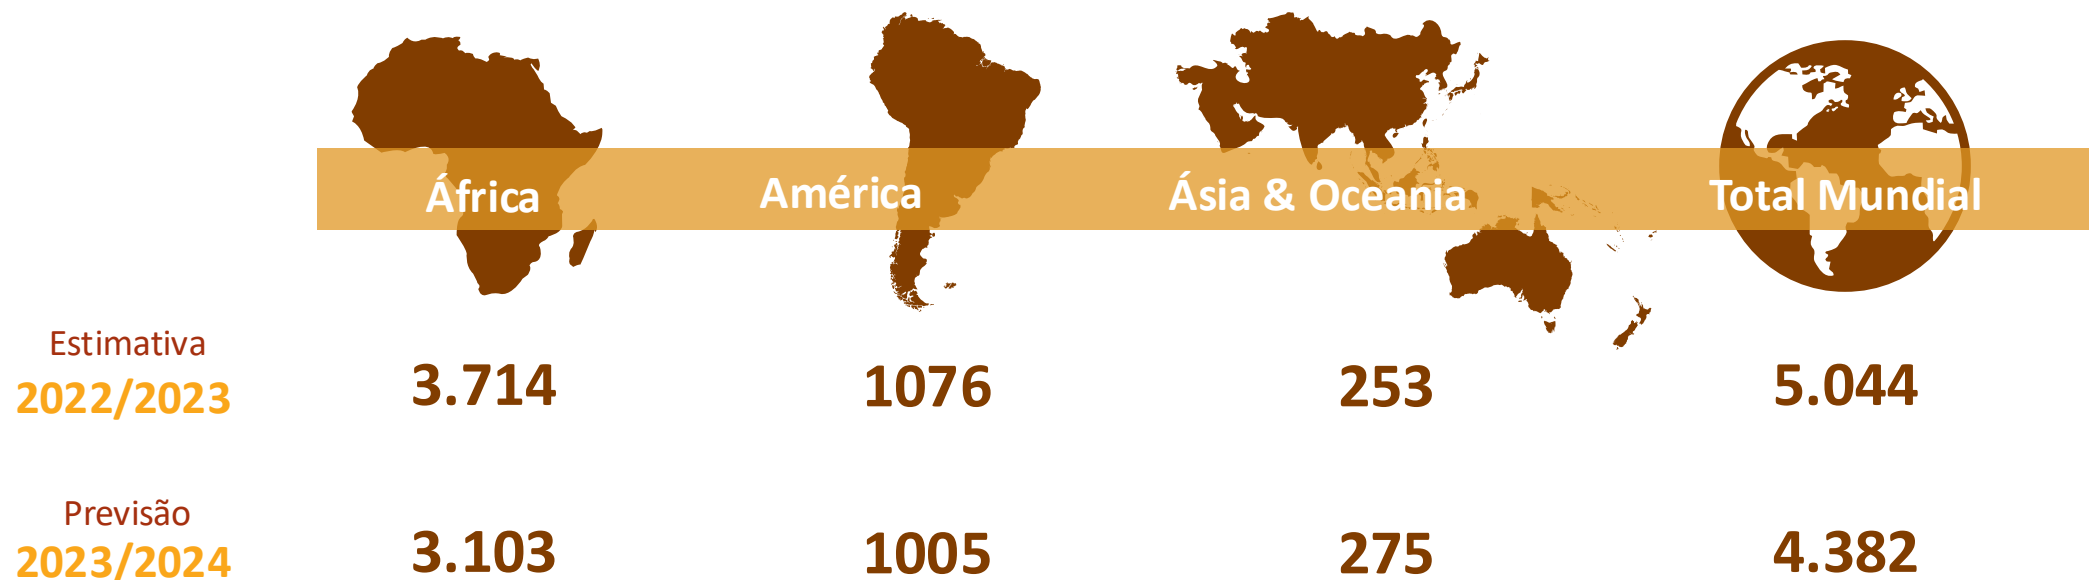 África América Ásia & Oceania Total Mundial
Estimativa
2022/2023 3.714 1076 253 5.044
Previsão
2023/2024 3.103 1005 275 4.382